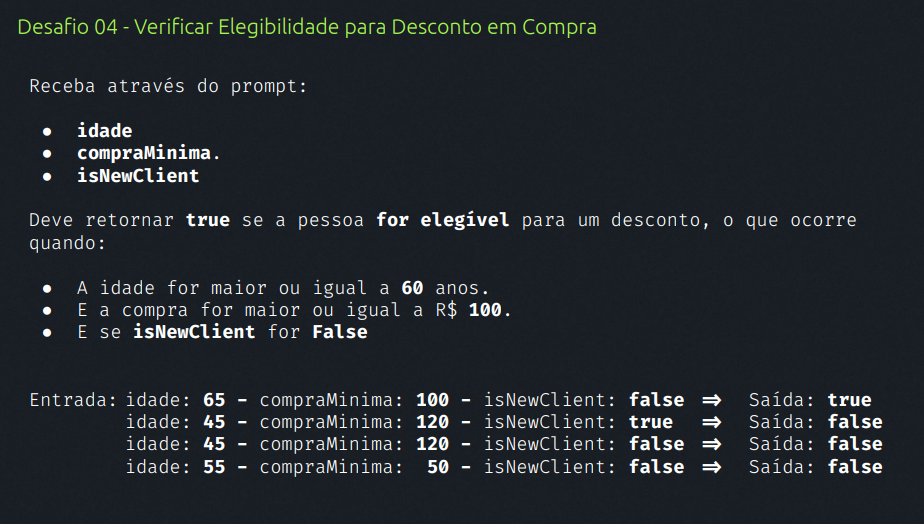 Desafio 04 - Verificar Elegibilidade para Desconto em Compra
Receba através do prompt:
● idade
● compraMinima.
● isNewClient
Deve retornar true se a pessoa for elegível para um desconto, o que ocorre
quando:
● A idade for maior ou igual a 60 anos.
● E a compra for maior ou igual a R$ 100.
● E se isNewClient for False
Entrada: idade: 65 - compraMinima: 100 - isNewClient: false ⇒ Saída: true
idade: 45 - compraMinima: 120 - isNewClient: true ⇒ Saída: false
idade: 45 - compraMinima: 120 - isNewClient: false ⇒ Saída: false
idade: 55 - compraMinima: 50 - isNewClient: false ⇒ Saída: false